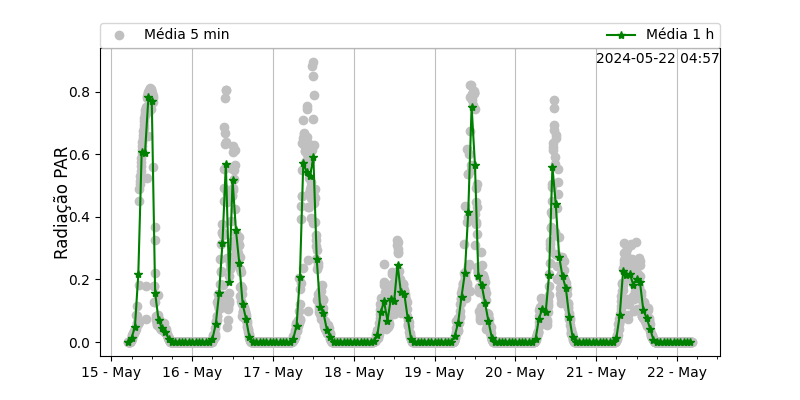 Média 5 min
Média 1 h
2024-05-22 04:57
Radiação PAR
0.8
0.6
0.4
0.2
0.0
15 - May
16 - May
17 - May
18 - May
19 - May
20 - May
21 - May
22 - May